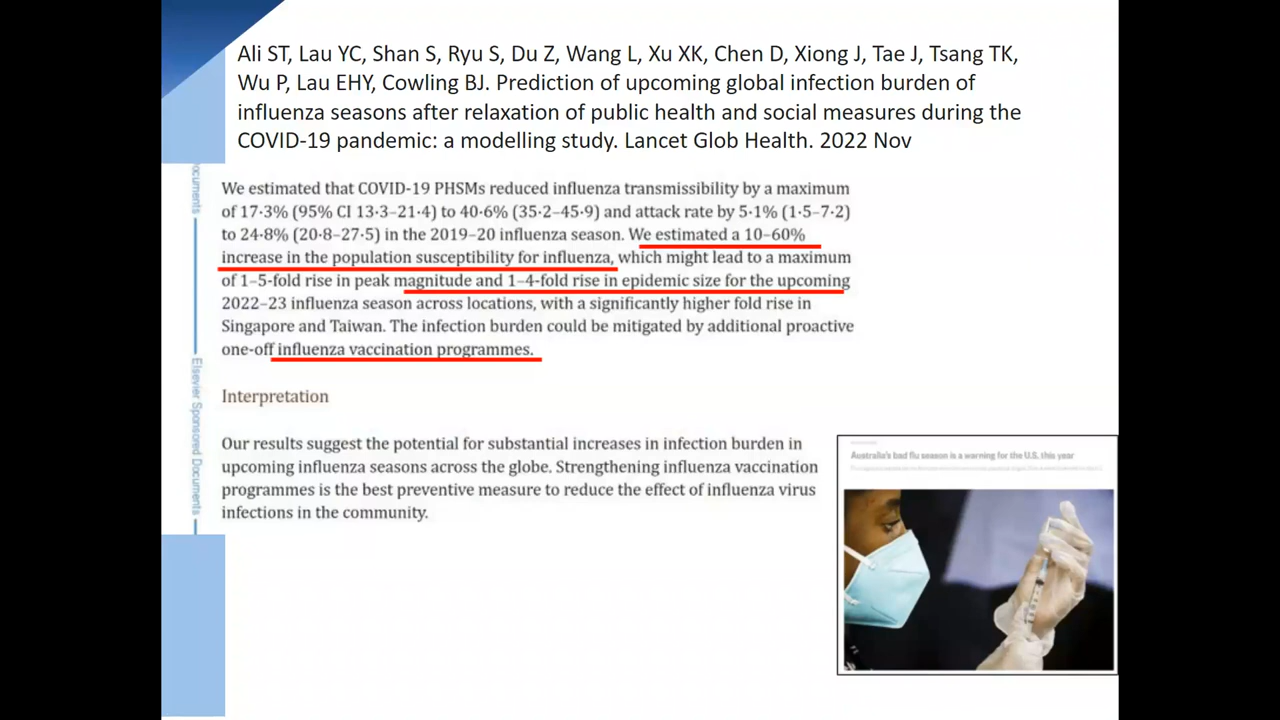 Ali ST, Lau YC, Shan S, Ryu S, Du Z, Wang L, Xu XK, Chen D, Xiong J, Tae J, Tsang TK,
Wu P, Lau EHY, Cowling BJ. Prediction of upcoming global infection burden of
influenza seasons after relaxation of public health and social measures during the
COVID-19 pandemic: a modelling study. Lancet Glob Health. 2022 Nov
ocuments
We estimated that COVID-19 PHSMs reduced influenza transmissibility by a maximum
of 17·3% (95% CI 13·3–21·4) to 40·6% (35·2–45·9) and attack rate by 5·1% (1·5–7·2)
to 24·8% (20·8–27·5) in the 2019–20 influenza season. We estimated a 10–60%
increase in the population susceptibility for influenza, which might lead to a maximum
of 1–5-fold rise in peak magnitude and 1–4-fold rise in epidemic size for the upcoming
2022–23 influenza season across locations, with a significantly higher fold rise in
Singapore and Taiwan. The infection burden could be mitigated by additional proactive
one-off influenza vaccination programmes.
Elsevier Sponsored Documents
Interpretation
Our results suggest the potential for substantial increases in infection burden in
upcoming influenza seasons across the globe. Strengthening influenza vaccination
programmes is the best preventive measure to reduce the effect of influenza virus
infections in the community.
Australia's bad flu season is a warning for the U.S. this year